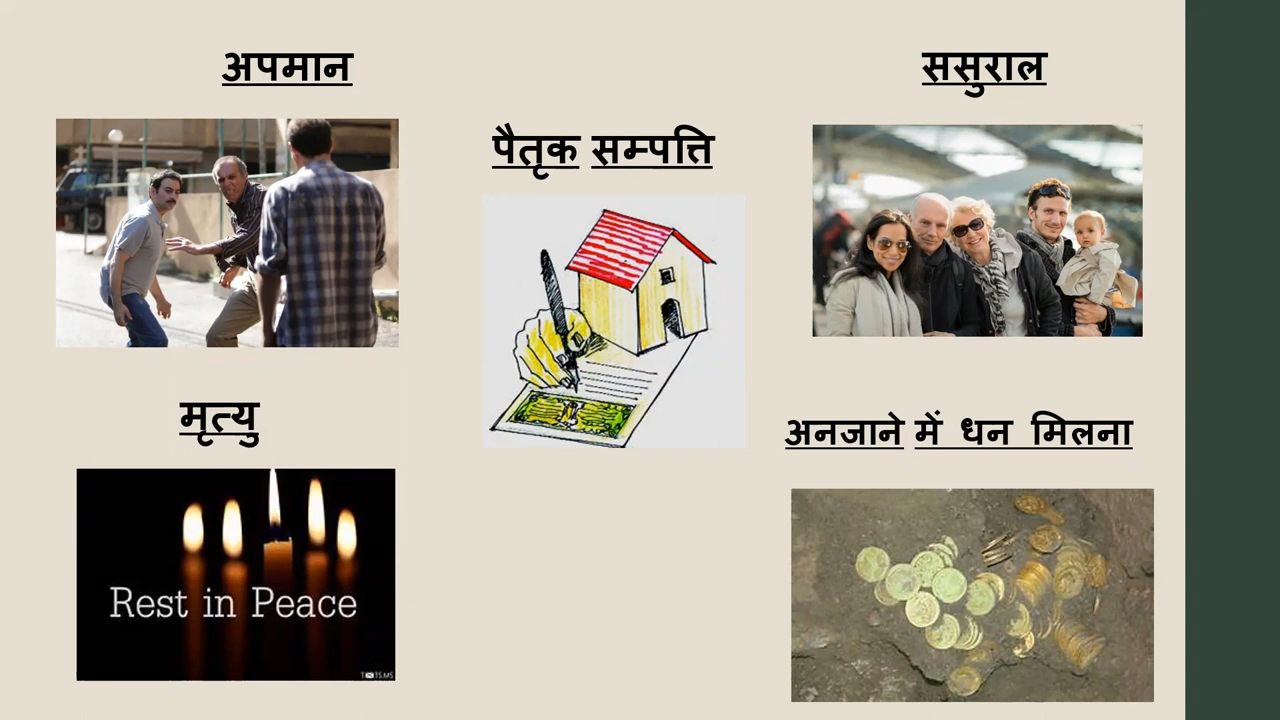 अपमान
ससुराल
पैतृक सम्पत्ति
मृत्यु
अनजाने में धन मिलना
Rest in Peace